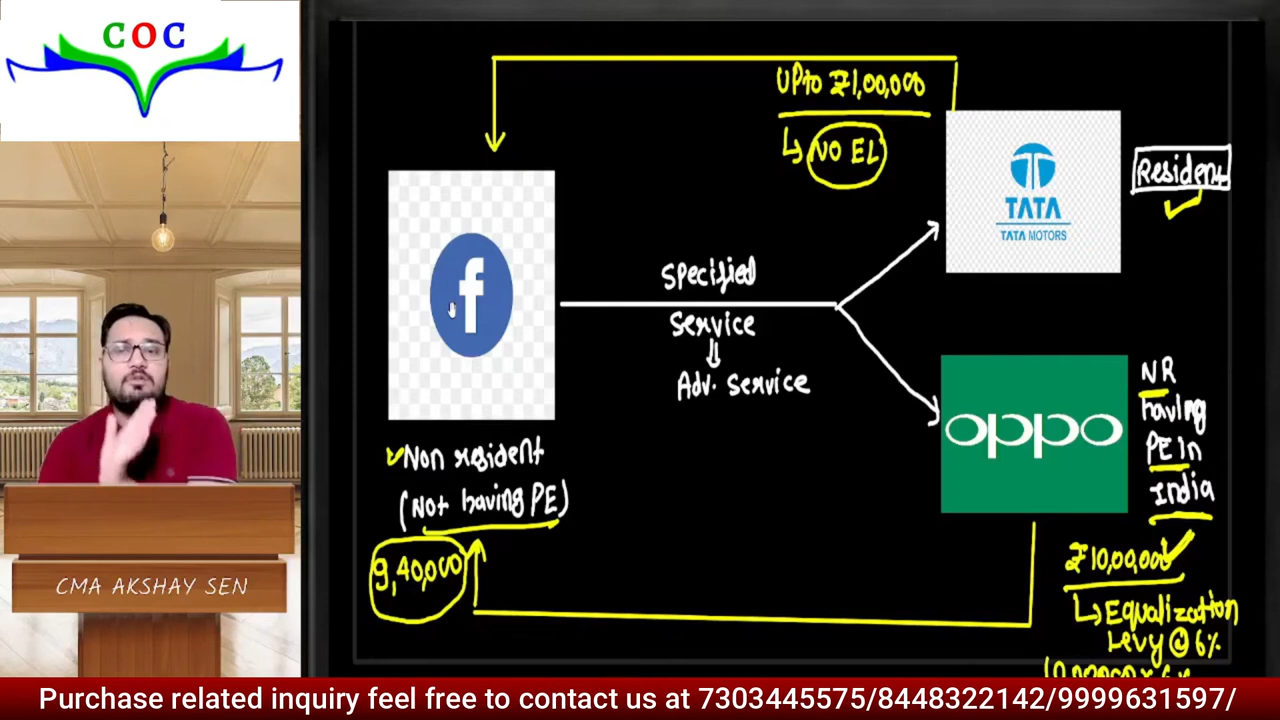 COC
UPto ₹1,00,000
↳ NO EL
TATA
TATA MOTORS
Resident
f
Specified
Service
⇓
Adv. Service
Non resident
(Not having PE)
9,40,000
oppo
NR
having
PE In
India
₹10,00,000
↳ Equalization
Levy @ 6%
CMA AKSHAY SEN
Purchase related inquiry feel free to contact us at 7303445575/8448322142/9999631597/